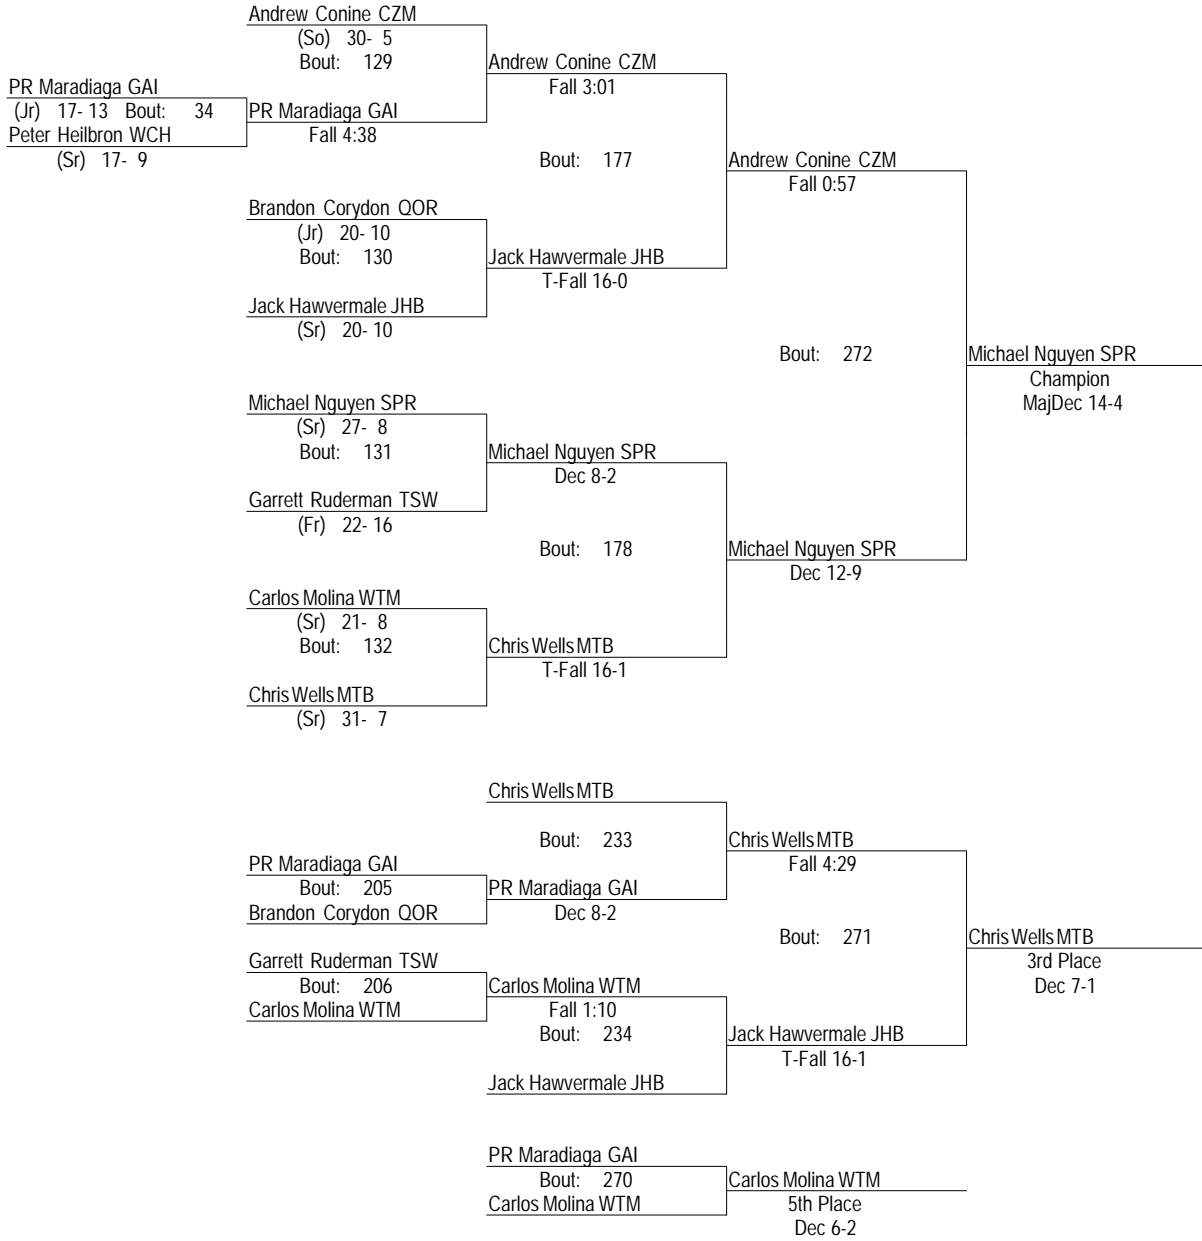 Andrew Conine CZM
(So) 30- 5
Bout: 129
Andrew Conine CZM
Fall 3:01
PR Maradiaga GAI
(Jr) 17- 13 Bout: 34
Peter Heilbron WCH
(Sr) 17- 9
PR Maradiaga GAI
Fall 4:38
Bout: 177
Andrew Conine CZM
Fall 0:57
Brandon Corydon QOR
(Jr) 20- 10
Bout: 130
Jack Hawvermale JHB
T-Fall 16-0
Jack Hawvermale JHB
(Sr) 20- 10
Bout: 272
Michael Nguyen SPR
Champion
MajDec 14-4
Michael Nguyen SPR
(Sr) 27- 8
Bout: 131
Michael Nguyen SPR
Dec 8-2
Garrett Ruderman TSW
(Fr) 22- 16
Bout: 178
Michael Nguyen SPR
Dec 12-9
Carlos Molina WTM
(Sr) 21- 8
Bout: 132
Chris Wells MTB
T-Fall 16-1
Chris Wells MTB
(Sr) 31- 7
Chris Wells MTB
Bout: 233
Chris Wells MTB
Fall 4:29
PR Maradiaga GAI
Bout: 205
Brandon Corydon QOR
PR Maradiaga GAI
Dec 8-2
Bout: 271
Chris Wells MTB
3rd Place
Dec 7-1
Garrett Ruderman TSW
Bout: 206
Carlos Molina WTM
Carlos Molina WTM
Fall 1:10
Bout: 234
Jack Hawvermale JHB
T-Fall 16-1
Jack Hawvermale JHB
PR Maradiaga GAI
Bout: 270
Carlos Molina WTM
Carlos Molina WTM
5th Place
Dec 6-2